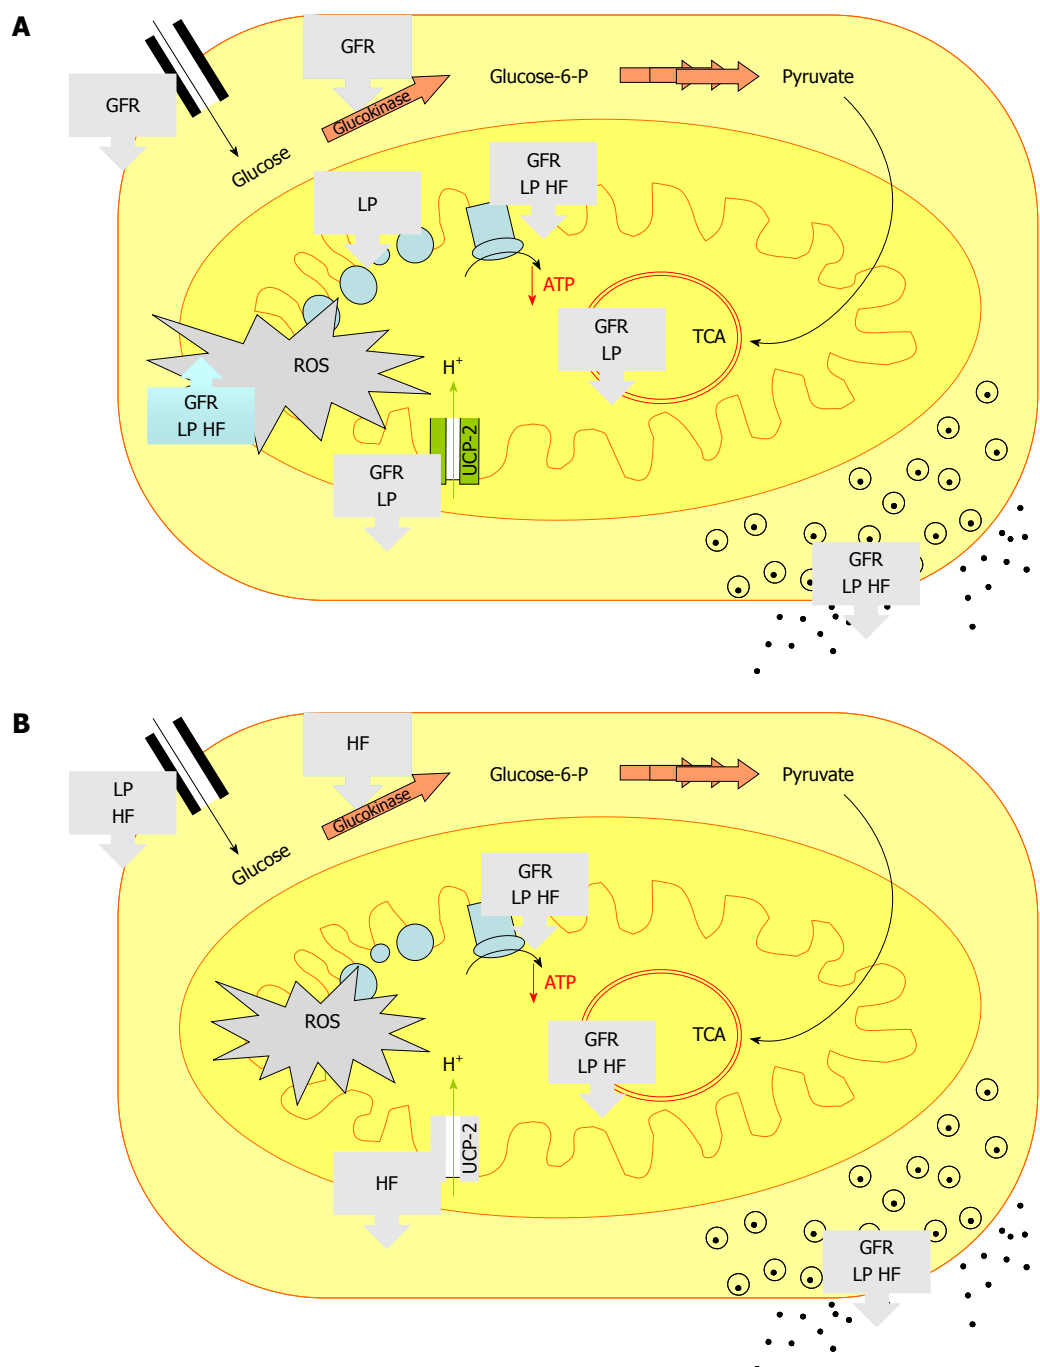 A
GFR
GFR
Glucokinase
Glucose-6-P
Pyruvate
Glucose
GFR
LP HF
LP
ATP
GFR
LP
TCA
ROS
H+
GFR
LP HF
UCP-2
GFR
LP
GFR
LP HF
B
HF
LP
HF
Glucokinase
Glucose-6-P
Pyruvate
Glucose
GFR
LP HF
ATP
ROS
GFR
LP HF
TCA
H+
UCP-2
HF
GFR
LP HF